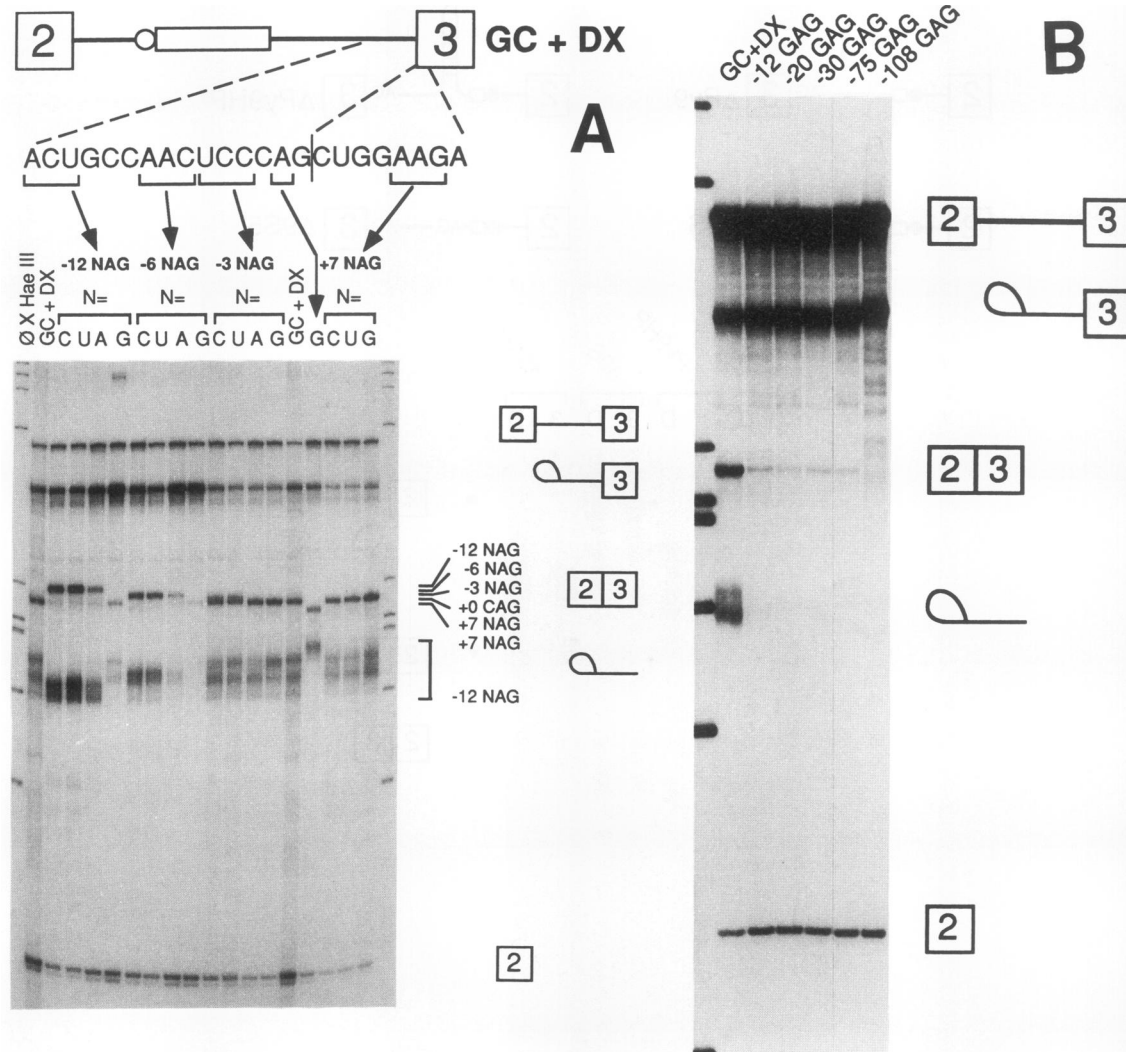 2 3 GC + DX
A
ACUGCCAACUCCCAGCUGGAAGA
-12 NAG -6 NAG -3 NAG +7 NAG
N= N= N= N=
Ø X Hae III
GC + DX
C U A G C U A G C U A G
GC + DX
G C U G
2 3
3
-12 NAG
-6 NAG
-3 NAG
+0 CAG
+7 NAG
2 3
+7 NAG
-12 NAG
2
B
GC+DX
-12 GAG
-20 GAG
-30 GAG
-75 GAG
-108 GAG
2 3
3
2 3
2